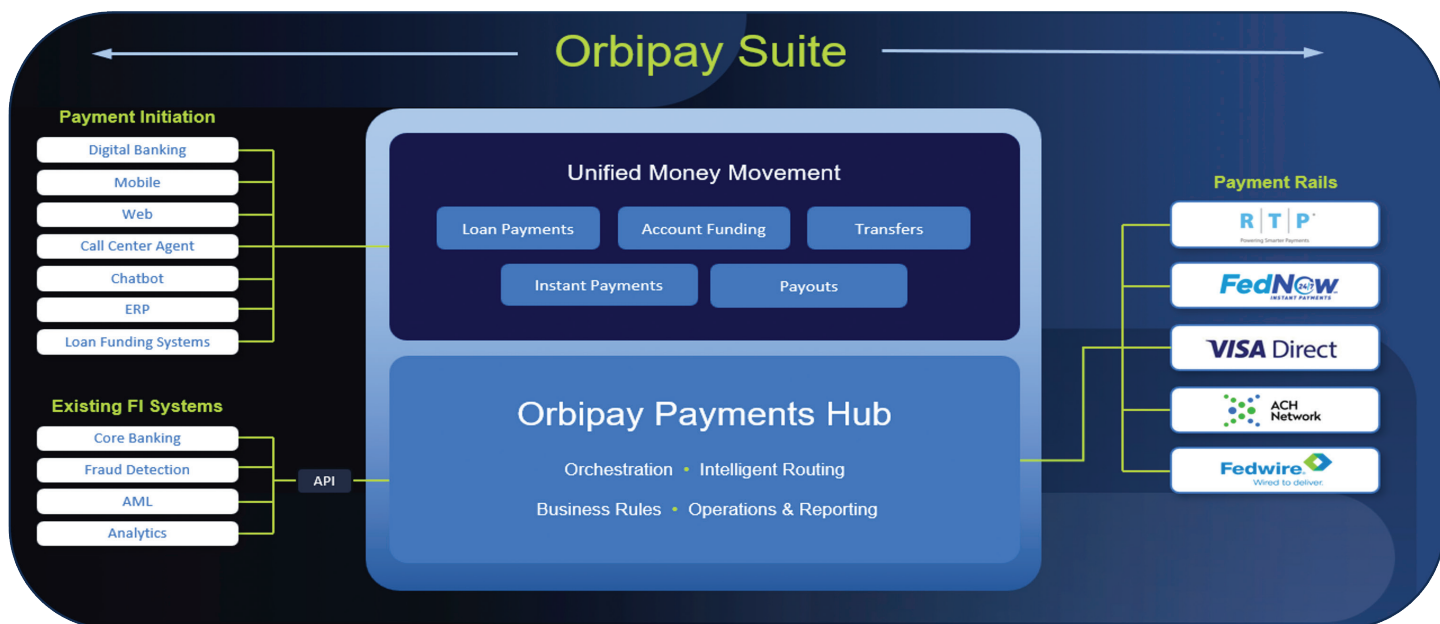 Orbipay Suite
Payment Initiation
Digital Banking
Mobile
Web
Call Center Agent
Chatbot
ERP
Loan Funding Systems
Existing FI Systems
Core Banking
Fraud Detection
AML
Analytics
API
Unified Money Movement
Loan Payments
Account Funding
Transfers
Instant Payments
Payouts
Orbipay Payments Hub
Orchestration • Intelligent Routing
Business Rules • Operations & Reporting
Payment Rails
R|T|P
Powering Smarter Payments
FedNow 24/7
INSTANT PAYMENTS
VISA Direct
ACH
Network
Fedwire
Wired to deliver.